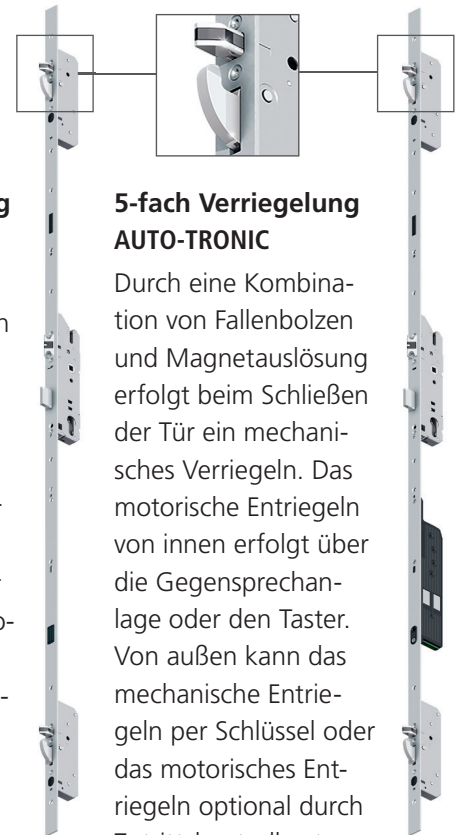 5-fach Verriegelung
AUTO-TRONIC
Durch eine Kombina-
tion von Fallenbolzen
und Magnetauslösung
erfolgt beim Schließen
der Tür ein mechani-
sches Verriegeln. Das
motorische Entriegeln
von innen erfolgt über
die Gegensprechan-
lage oder den Taster.
Von außen kann das
mechanische Entrie-
geln per Schlüssel oder
das motorisches Ent-
riegeln optional durch